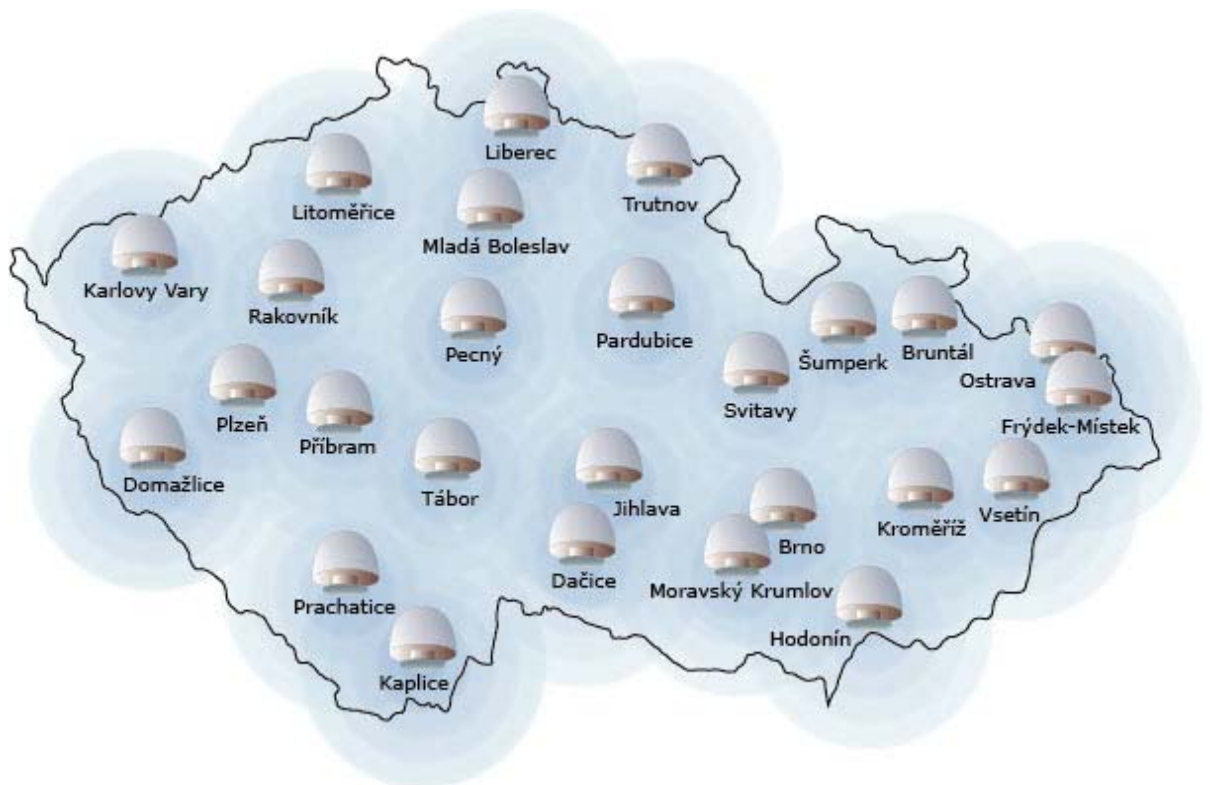 Liberec
Trutnov
Litoměřice
Mladá Boleslav
Karlovy Vary
Rakovník
Pardubice
Pecný
Bruntál
Šumperk
Ostrava
Svitavy
Plzeň
Frýdek-Místek
Příbram
Domažlice
Tábor
Jihlava
Vsetín
Kroměříž
Brno
Dačice
Moravský Krumlov
Prachatice
Hodonín
Kaplice